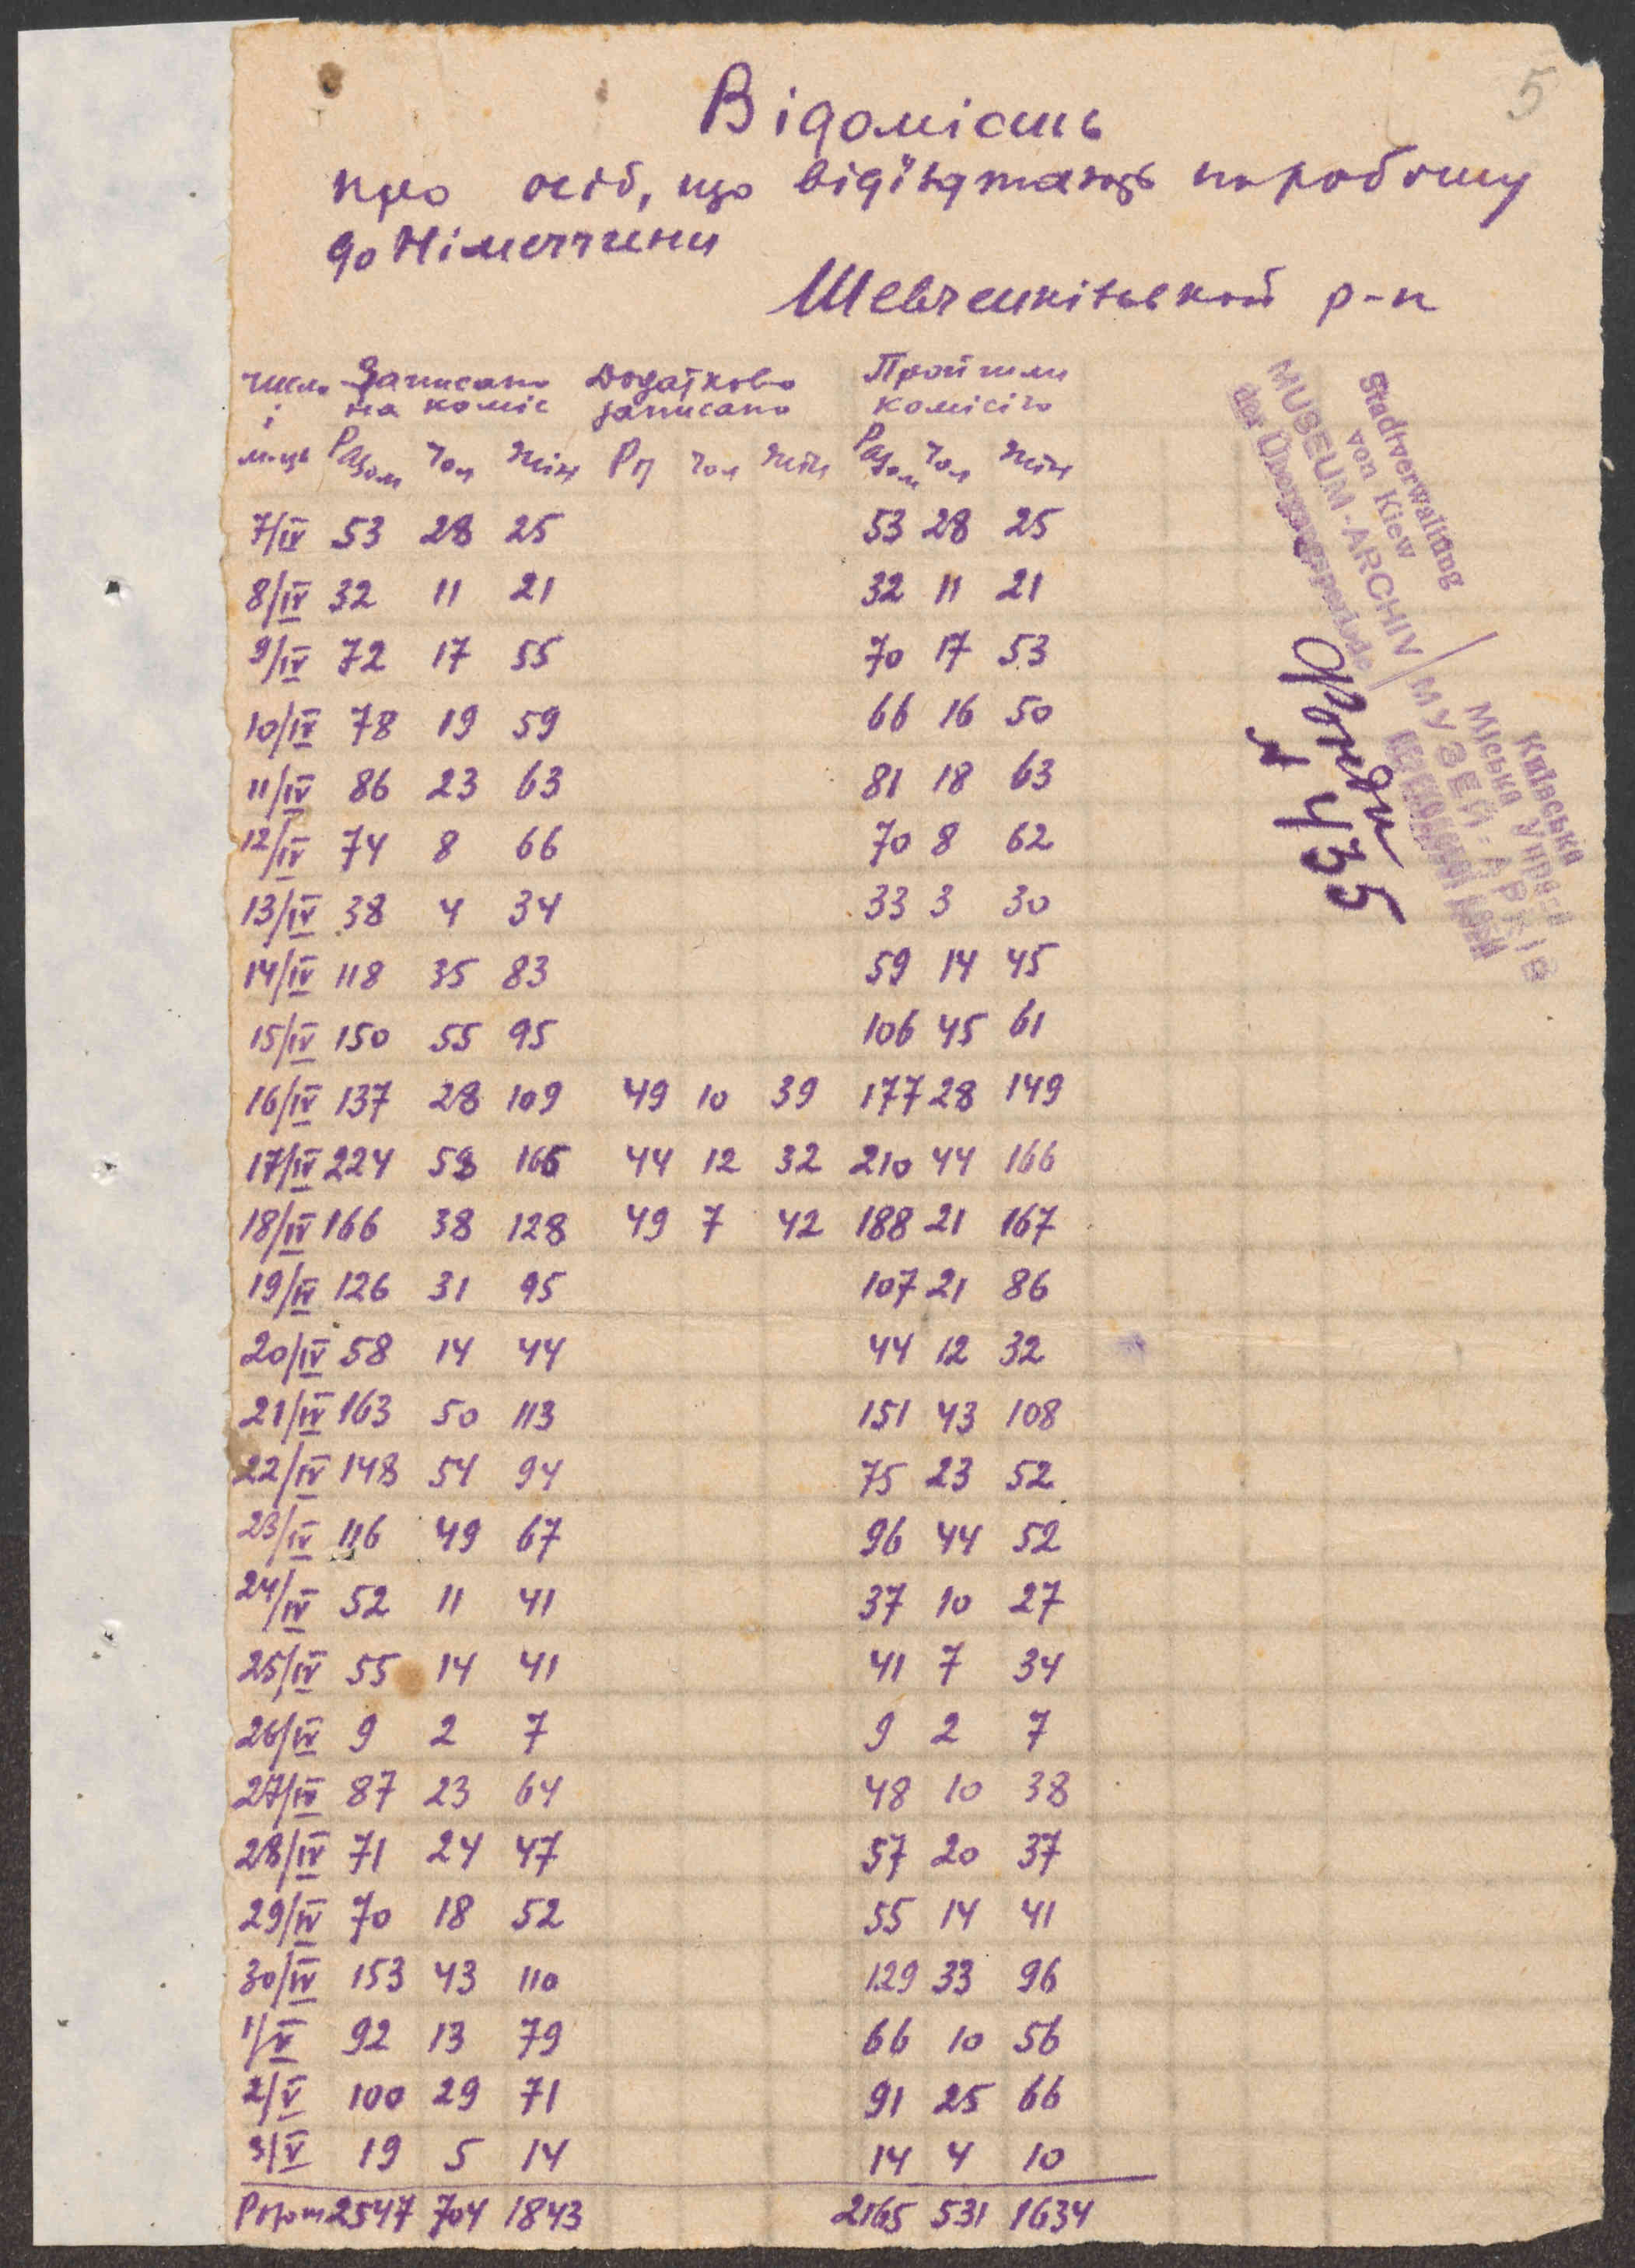 5
Відомість
про осіб, що від'їзджають на роботу
до Німеччини
Шевченківський р-н
число Записано Додатково Пройшли
і на коміс записано комісію
м-ць Разом Чол Жін Рп Чол Жін Разом Чол Жін
7/IV 53 28 25 53 28 25
8/IV 32 11 21 32 11 21
9/IV 72 17 55 70 17 53
10/IV 78 19 59 66 16 50
11/IV 86 23 63 81 18 63
12/IV 74 8 66 70 8 62
13/IV 38 4 34 33 3 30
14/IV 118 35 83 59 14 45
15/IV 150 55 95 106 45 61
16/IV 137 28 109 49 10 39 177 28 149
17/IV 224 58 166 44 12 32 210 44 166
18/IV 166 38 128 49 7 42 188 21 167
19/IV 126 31 95 107 21 86
20/IV 58 14 44 44 12 32
21/IV 163 50 113 151 43 108
22/IV 148 54 94 75 23 52
23/IV 116 49 67 96 44 52
24/IV 52 11 41 37 10 27
25/IV 55 14 41 41 7 34
26/IV 9 2 7 9 2 7
27/IV 87 23 64 48 10 38
28/IV 71 24 47 57 20 37
29/IV 70 18 52 55 14 41
30/IV 153 43 110 129 33 96
1/V 92 13 79 66 10 56
2/V 100 29 71 91 25 66
3/V 19 5 14 14 4 10
Разом 2547 704 1843 2165 531 1634
Stadtverwaltung
von Kiew
MUSEUM-ARCHIV
der Übergangsperiode
Київська
Міська Управа
МУЗЕЙ-АРХІВ
435